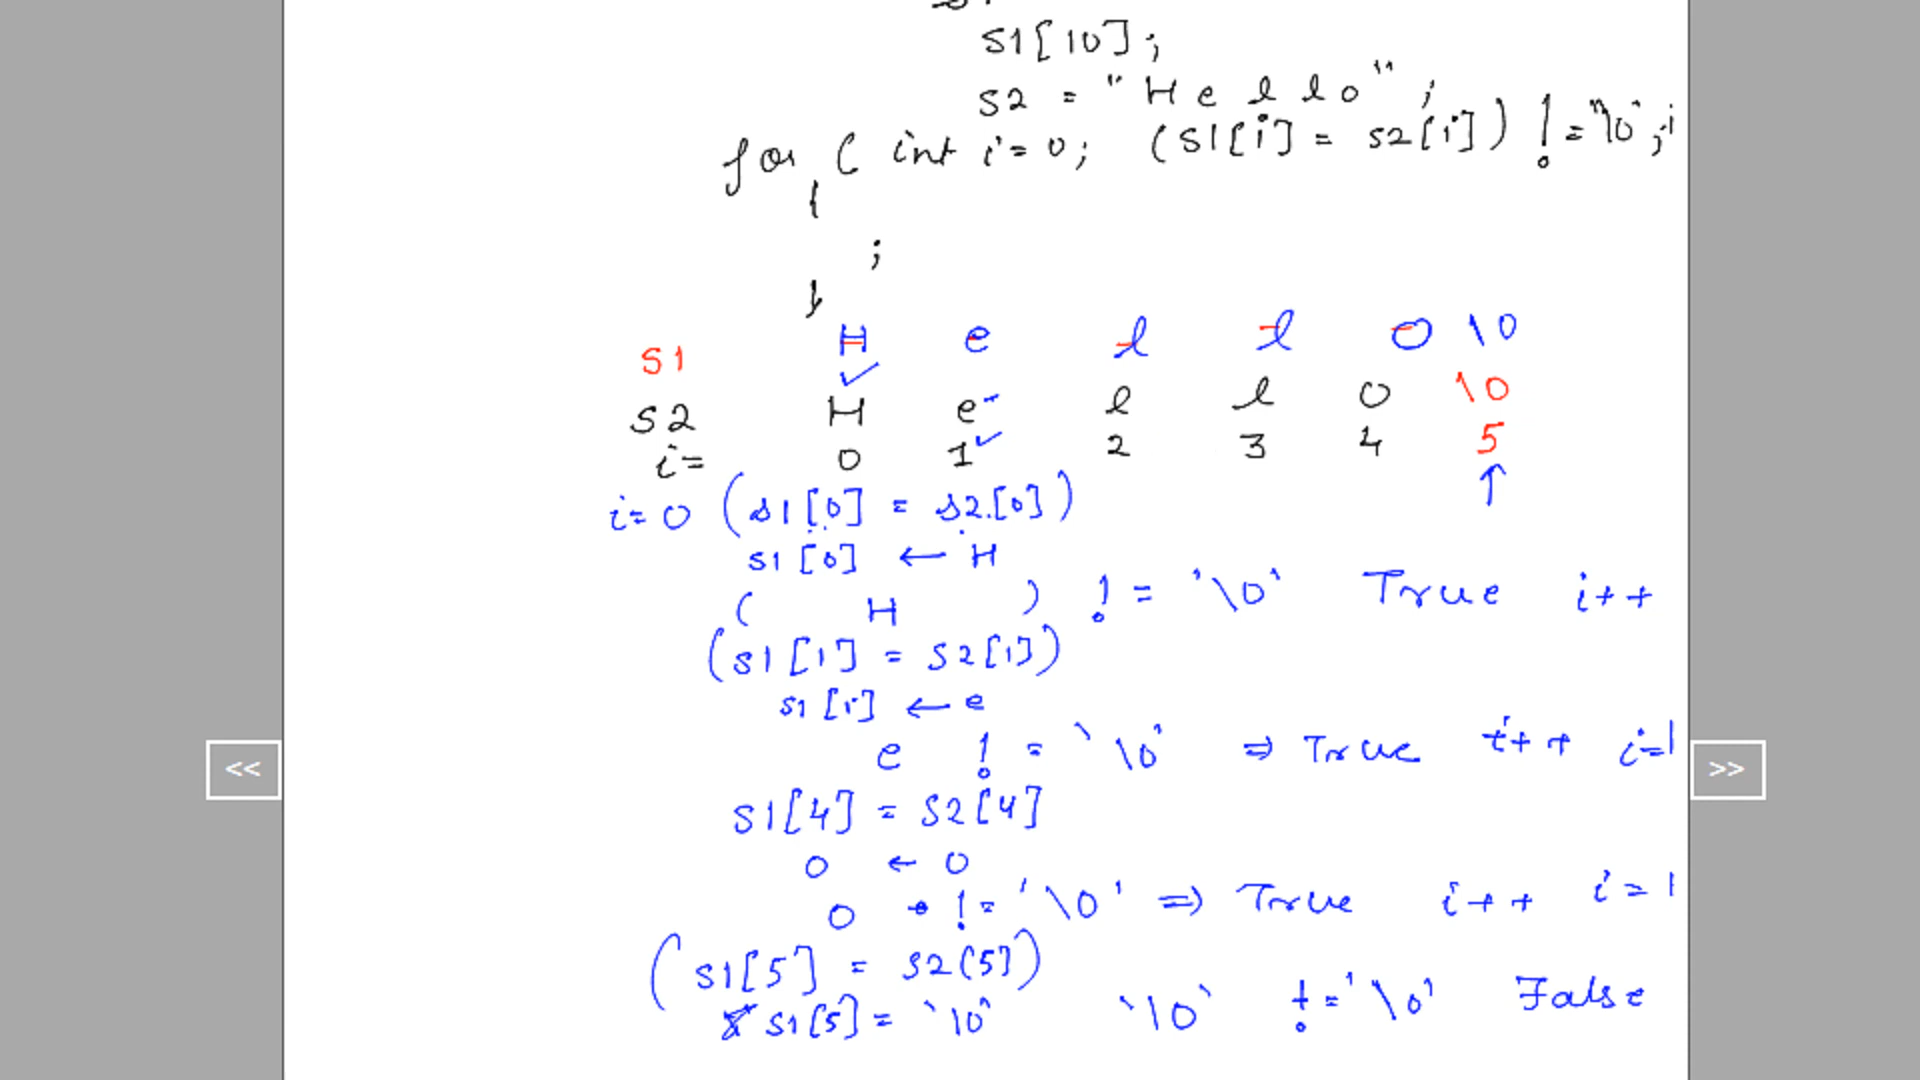 S1[10];
S2 = "Hello";
for ( int i=0; (S1[i] = S2[i]) != '\0'; i
{
;
}
S1 H e l l o \0
S2 H e l l o \0
i= 0 1 2 3 4 5
i=0 (S1[0] = S2[0])
S1[0] ← H
( H ) != '\0' True i++
(S1[1] = S2[1])
S1[1] ← e
e != '\0' ⇒ True i++ i=1
S1[4] = S2[4]
o ← o
o != '\0' ⇒ True i++ i=1
(S1[5] = S2[5])
S1[5] = '\0' '\0' != '\0' False
<<
>>